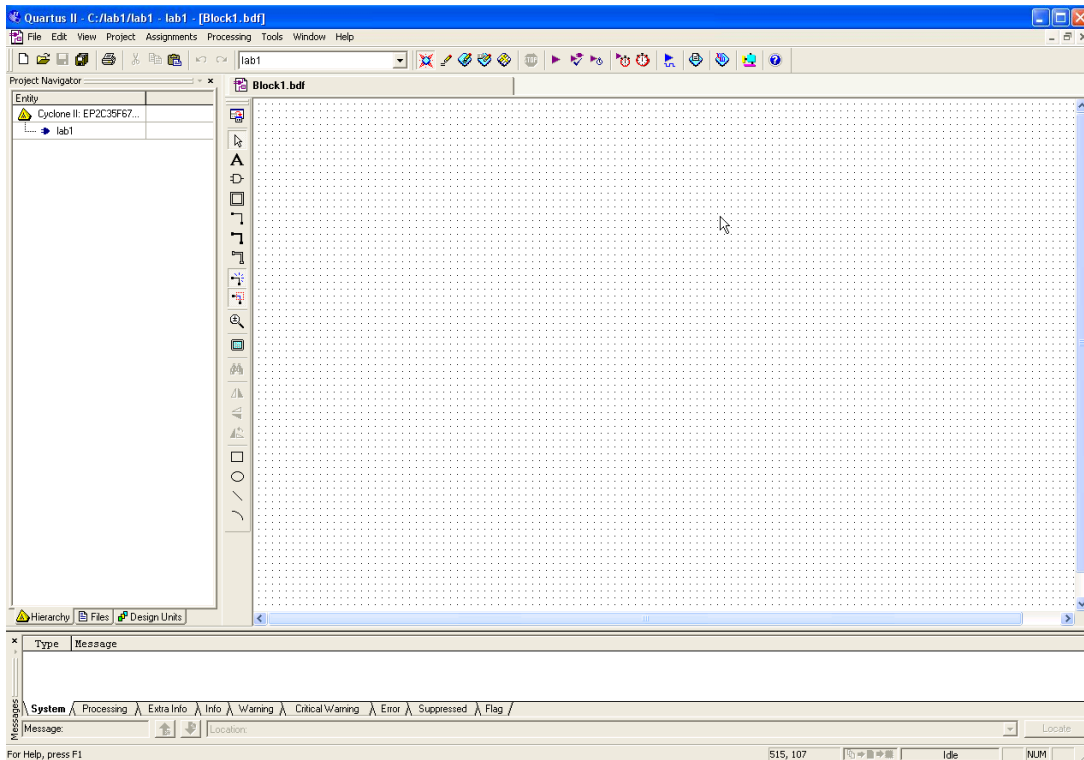 Quartus II - C:/lab1/lab1 - lab1 - [Block1.bdf]
File Edit View Project Assignments Processing Tools Window Help
lab1
Project Navigator
Block1.bdf
Entity
Cyclone II: EP2C35F67...
lab1
A
Hierarchy Files Design Units
Type Message
System Processing Extra Info Info Warning Critical Warning Error Suppressed Flag
Messages
Message: Location: Locate
For Help, press F1 515, 107 Idle NUM